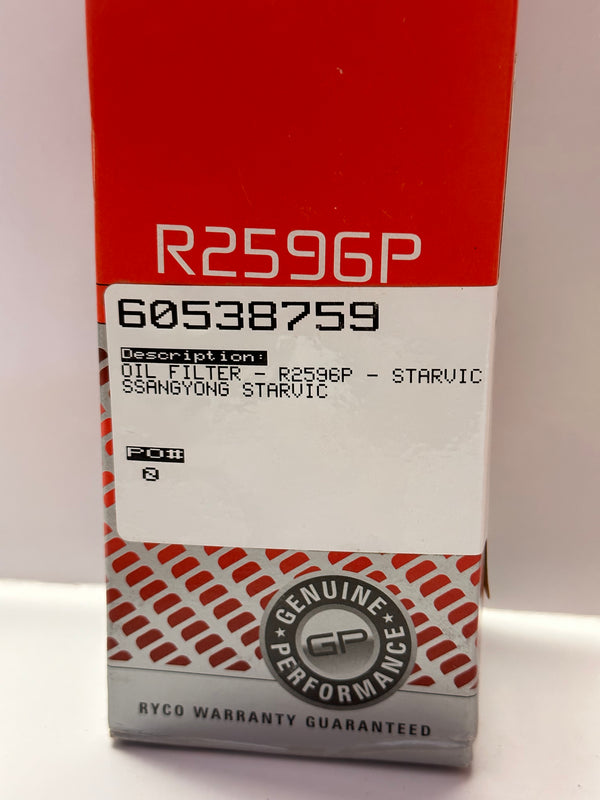 R2596P
60538759
Description:
OIL FILTER - R2596P - STARVIC
SSANGYONG STARVIC
PO#
0
GENUINE
GP
PERFORMANCE
RYCO WARRANTY GUARANTEED